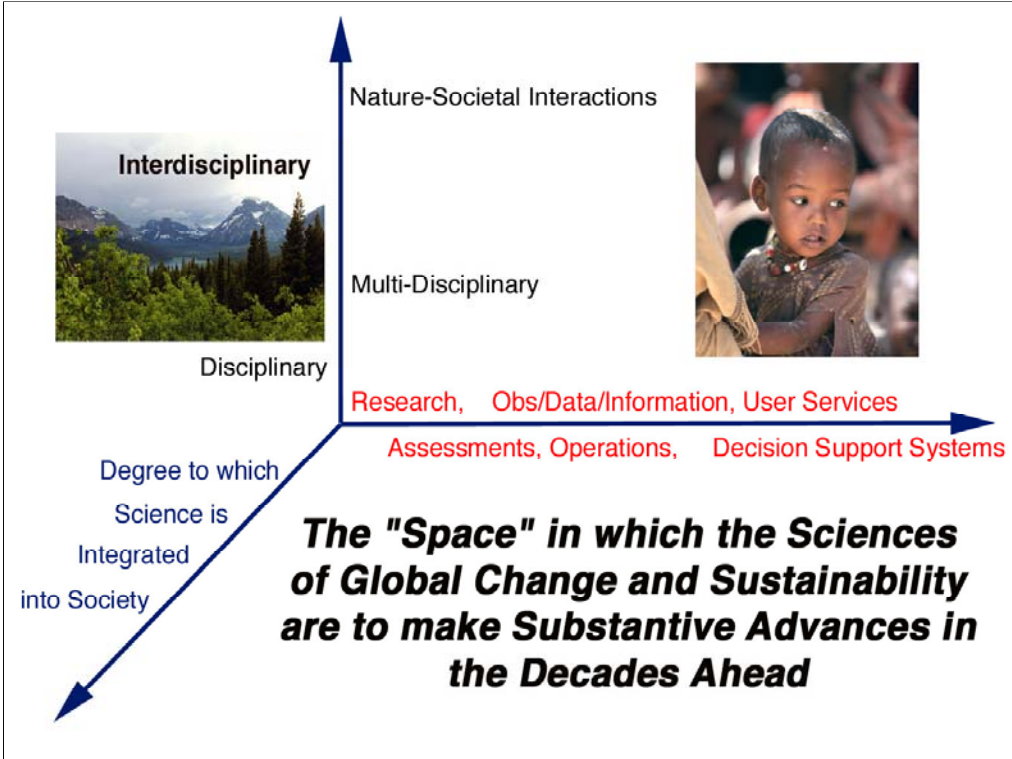 Nature-Societal Interactions
Interdisciplinary
Multi-Disciplinary
Disciplinary
Research, Obs/Data/Information, User Services
Assessments, Operations, Decision Support Systems
Degree to which
Science is
Integrated
into Society
The "Space" in which the Sciences
of Global Change and Sustainability
are to make Substantive Advances in
the Decades Ahead